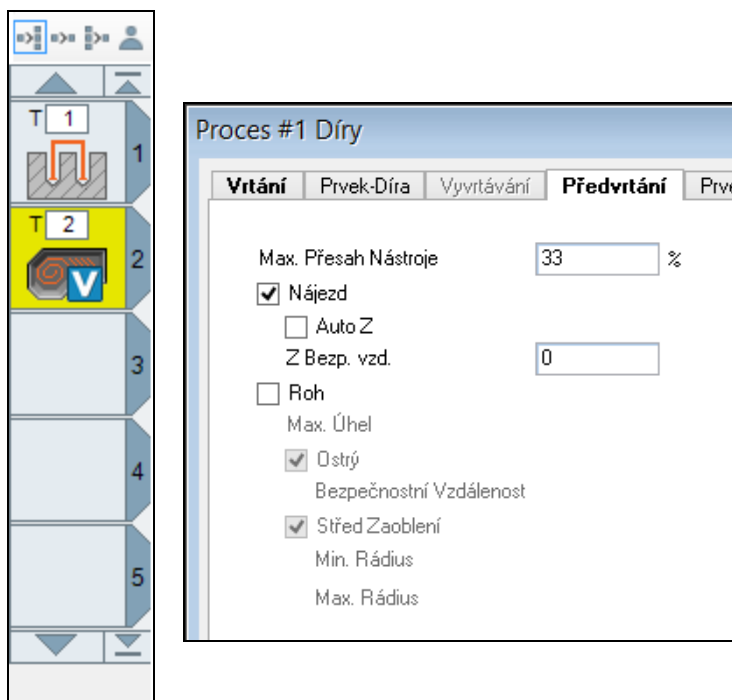 T 1
1
T 2
V
2
3
4
5
Proces #1 Díry
Vrtání Prvek-Díra Vyvrtávání Předvrtání
Max. Přesah Nástroje 33 %
Nájezd
Auto Z
Z Bezp. vzd. 0
Roh
Max. Úhel
Ostrý
Bezpečnostní Vzdálenost
Střed Zaoblení
Min. Rádius
Max. Rádius